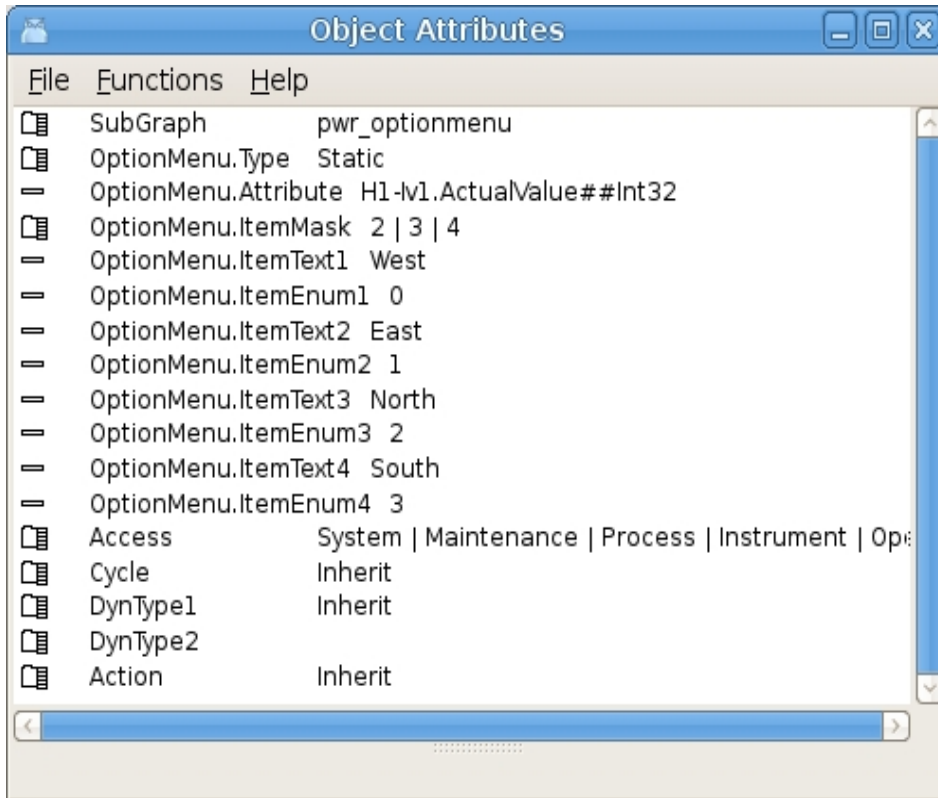 Object Attributes
File Functions Help
SubGraph pwr_optionmenu
OptionMenu.Type Static
OptionMenu.Attribute H1-Iv1.ActualValue##Int32
OptionMenu.ItemMask 2 | 3 | 4
OptionMenu.ItemText1 West
OptionMenu.ItemEnum1 0
OptionMenu.ItemText2 East
OptionMenu.ItemEnum2 1
OptionMenu.ItemText3 North
OptionMenu.ItemEnum3 2
OptionMenu.ItemText4 South
OptionMenu.ItemEnum4 3
Access System | Maintenance | Process | Instrument |
Cycle Inherit
DynType1 Inherit
DynType2
Action Inherit